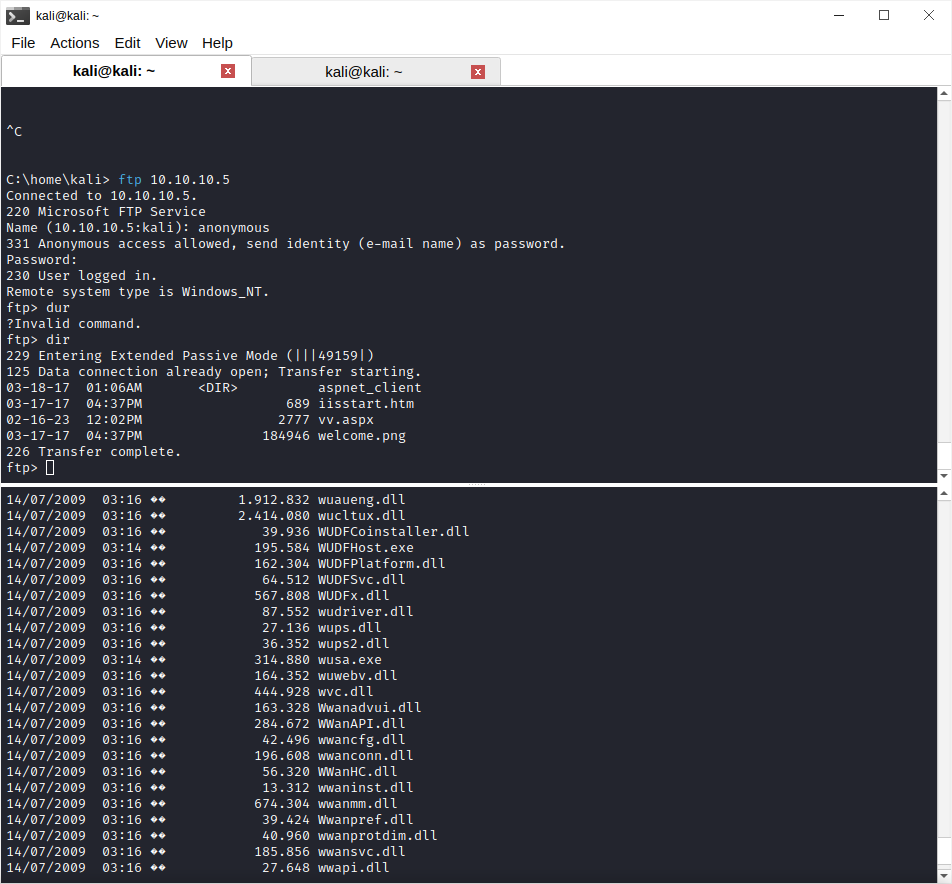 kali@kali: ~
File Actions Edit View Help
kali@kali: ~ x kali@kali: ~ x
^C
C:\home\kali> ftp 10.10.10.5
Connected to 10.10.10.5.
220 Microsoft FTP Service
Name (10.10.10.5:kali): anonymous
331 Anonymous access allowed, send identity (e-mail name) as password.
Password:
230 User logged in.
Remote system type is Windows_NT.
ftp> dur
?Invalid command.
ftp> dir
229 Entering Extended Passive Mode (|||49159|)
125 Data connection already open; Transfer starting.
03-18-17  01:06AM       <DIR>          aspnet_client
03-17-17  04:37PM                  689 iisstart.htm
02-16-23  12:02PM                 2777 vv.aspx
03-17-17  04:37PM               184946 welcome.png
226 Transfer complete.
ftp>
14/07/2009  03:16 ��         1.912.832 wuaueng.dll
14/07/2009  03:16 ��         2.414.080 wucltux.dll
14/07/2009  03:16 ��            39.936 WUDFCoinstaller.dll
14/07/2009  03:14 ��           195.584 WUDFHost.exe
14/07/2009  03:16 ��           162.304 WUDFPlatform.dll
14/07/2009  03:16 ��            64.512 WUDFSvc.dll
14/07/2009  03:16 ��           567.808 WUDFx.dll
14/07/2009  03:16 ��            87.552 wudriver.dll
14/07/2009  03:16 ��            27.136 wups.dll
14/07/2009  03:16 ��            36.352 wups2.dll
14/07/2009  03:14 ��           314.880 wusa.exe
14/07/2009  03:16 ��           164.352 wuwebv.dll
14/07/2009  03:16 ��           444.928 wvc.dll
14/07/2009  03:16 ��           163.328 Wwanadvui.dll
14/07/2009  03:16 ��           284.672 WWanAPI.dll
14/07/2009  03:16 ��            42.496 wwancfg.dll
14/07/2009  03:16 ��           196.608 wwanconn.dll
14/07/2009  03:16 ��            56.320 WWanHC.dll
14/07/2009  03:16 ��            13.312 wwaninst.dll
14/07/2009  03:16 ��           674.304 wwanmm.dll
14/07/2009  03:16 ��            39.424 Wwanpref.dll
14/07/2009  03:16 ��            40.960 wwanprotdim.dll
14/07/2009  03:16 ��           185.856 wwansvc.dll
14/07/2009  03:16 ��            27.648 wwapi.dll